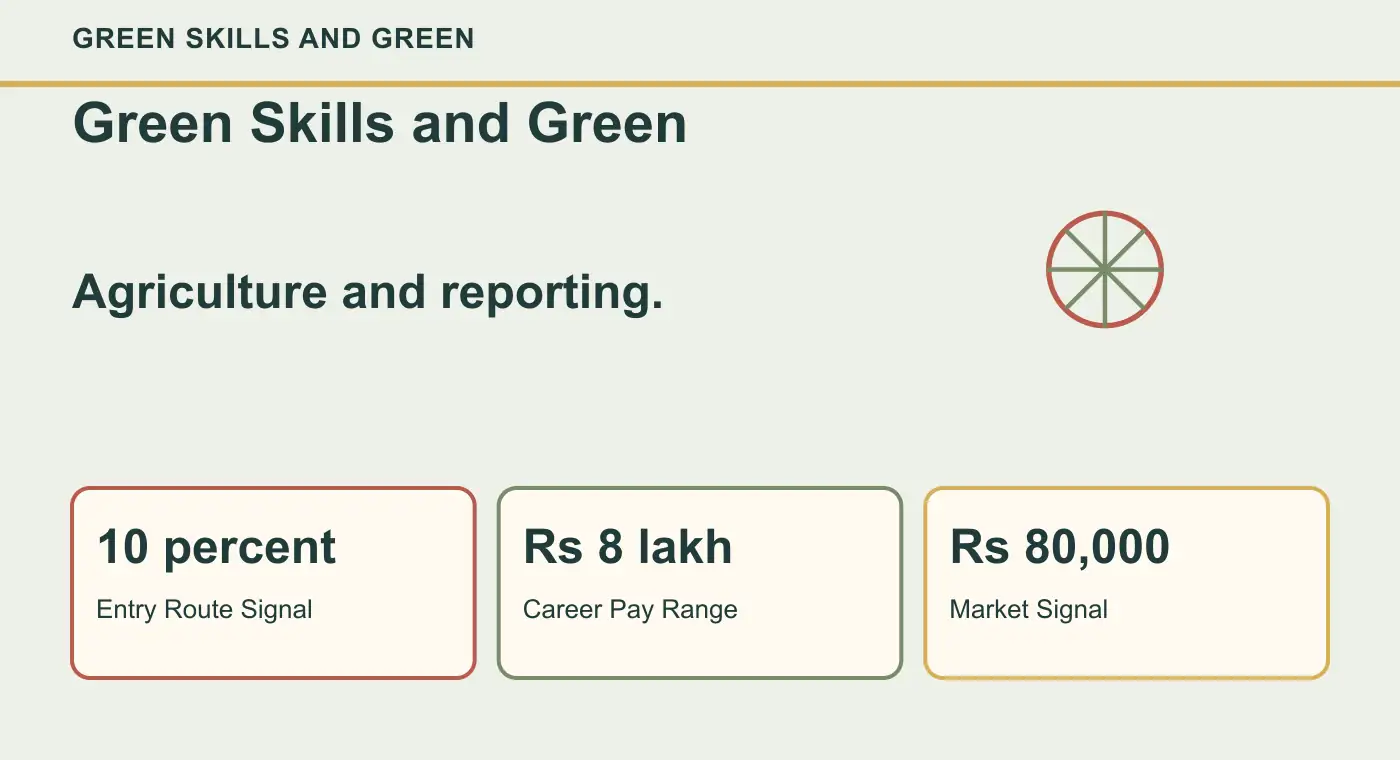 GREEN SKILLS AND GREEN
Green Skills and Green
Agriculture and reporting.
10 percent
Entry Route Signal
Rs 8 lakh
Career Pay Range
Rs 80,000
Market Signal